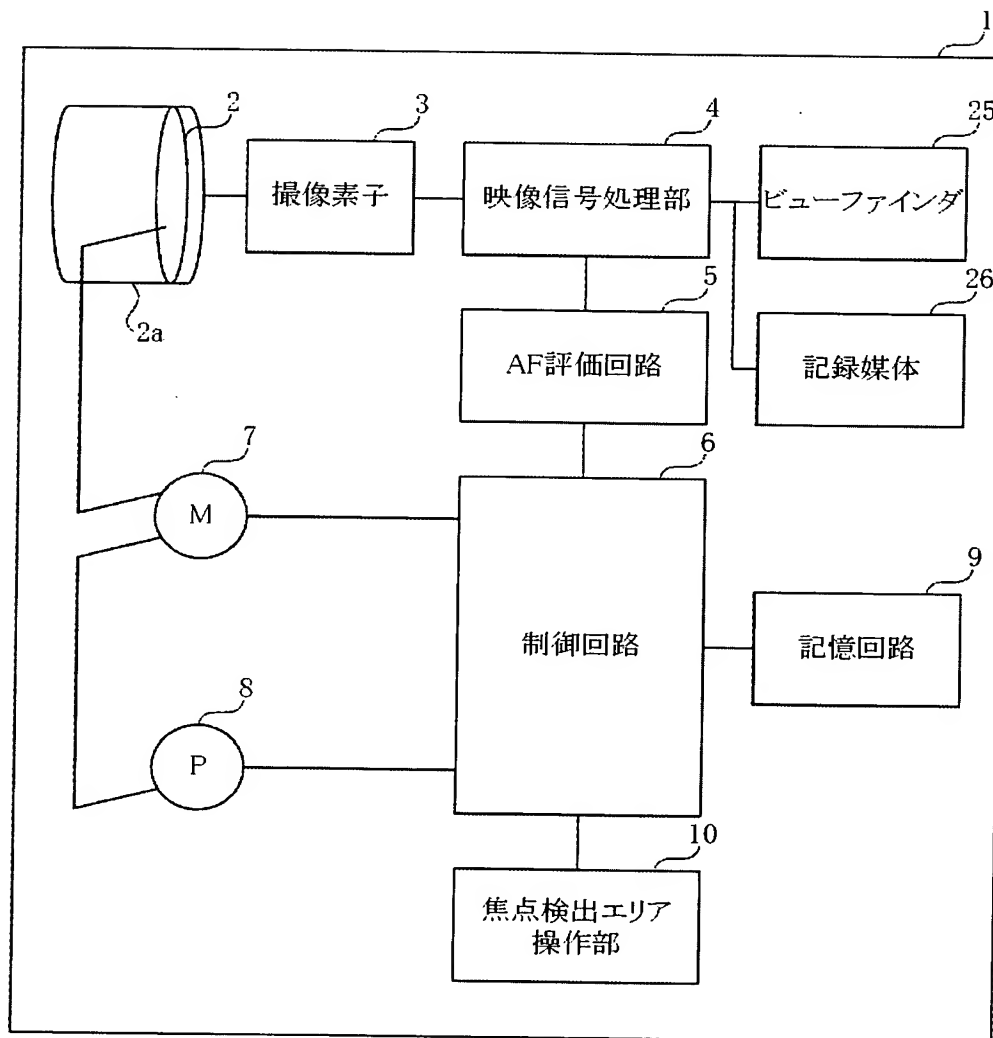 1
2
3
4
25
撮像素子
映像信号処理部
ビューファインダ
2a
5
26
AF評価回路
記録媒体
7
6
M
9
制御回路
記憶回路
8
P
10
焦点検出エリア
操作部